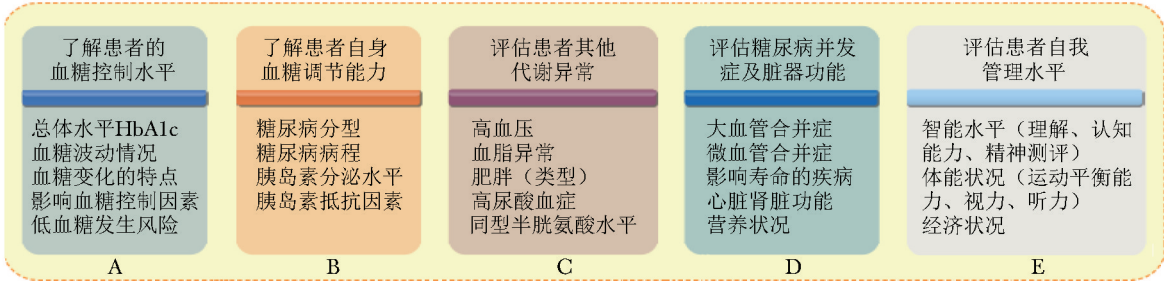 了解患者的
血糖控制水平
总体水平HbA1c
血糖波动情况
血糖变化的特点
影响血糖控制因素
低血糖发生风险
A
了解患者自身
血糖调节能力
糖尿病分型
糖尿病病程
胰岛素分泌水平
胰岛素抵抗因素
B
评估患者其他
代谢异常
高血压
血脂异常
肥胖（类型）
高尿酸血症
同型半胱氨酸水平
C
评估糖尿病并发
症及脏器功能
大血管合并症
微血管合并症
影响寿命的疾病
心脏肾脏功能
营养状况
D
评估患者自我
管理水平
智能水平（理解、认知
能力、精神测评）
体能状况（运动平衡能
力、视力、听力）
经济状况
E